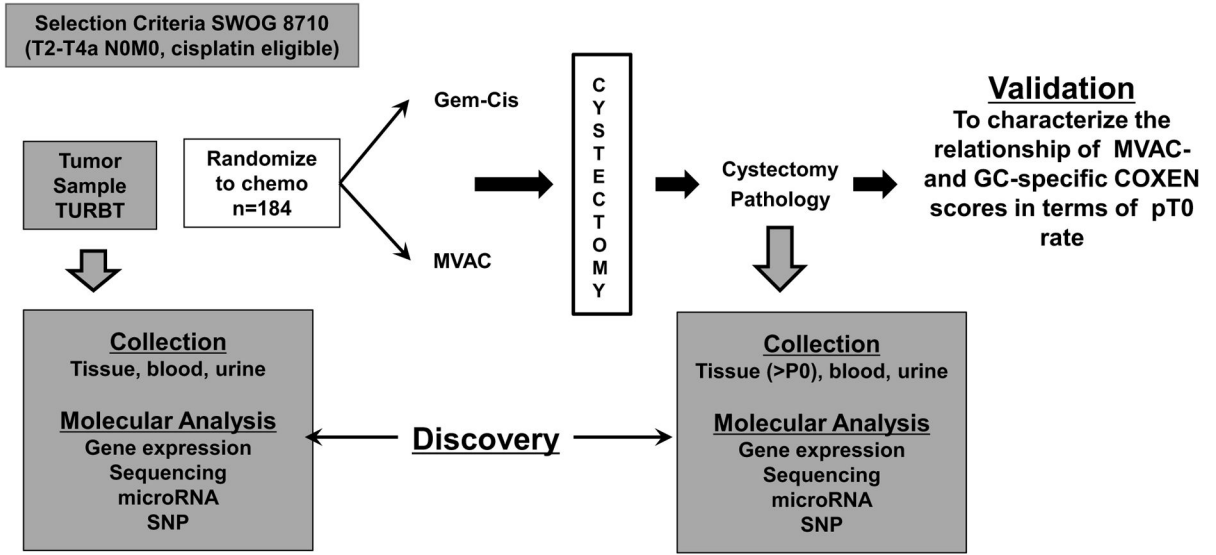 Selection Criteria SWOG 8710
(T2-T4a N0M0, cisplatin eligible)
Tumor
Sample
TURBT
Randomize
to chemo
n=184
Gem-Cis
MVAC
CYSTECTOMY
Cystectomy
Pathology
Validation
To characterize the
relationship of MVAC-
and GC-specific COXEN
scores in terms of pT0
rate
Collection
Tissue, blood, urine
Molecular Analysis
Gene expression
Sequencing
microRNA
SNP
Discovery
Collection
Tissue (>P0), blood, urine
Molecular Analysis
Gene expression
Sequencing
microRNA
SNP